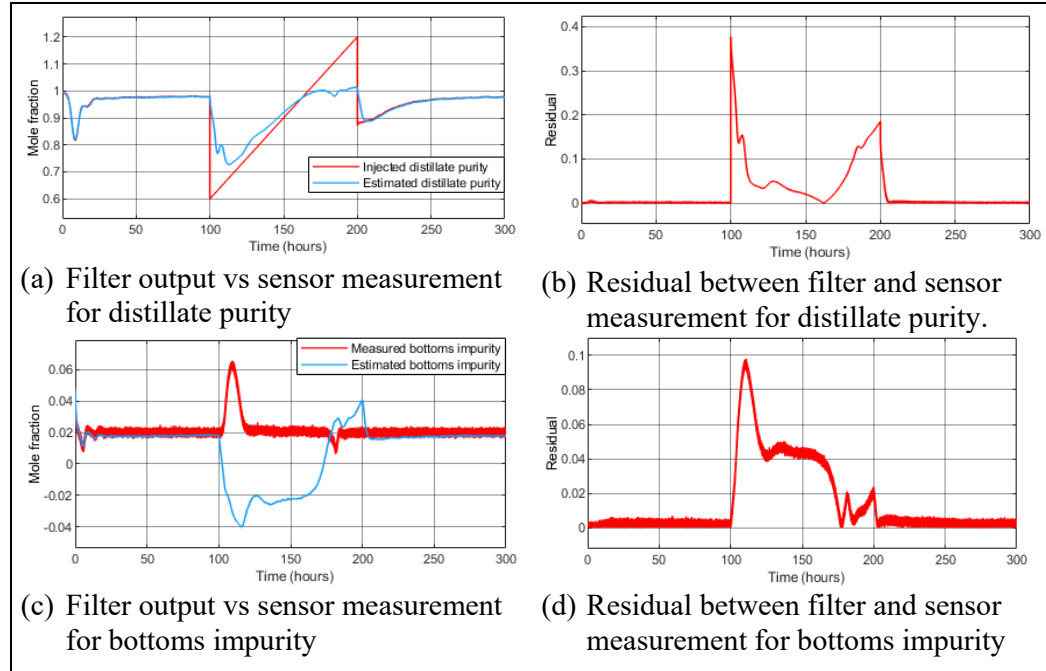 1.2
1.1
1
0.9
0.8
0.7
0.6
Mole fraction
Injected distillate purity
Estimated distillate purity
0 50 100 150 200 250 300
Time (hours)
0.4
0.3
0.2
0.1
0
Residual
0 50 100 150 200 250 300
Time (hours)
(a) Filter output vs sensor measurement
for distillate purity
(b) Residual between filter and sensor
measurement for distillate purity.
0.06
0.04
0.02
0
-0.02
-0.04
Mole fraction
Measured bottoms impurity
Estimated bottoms impurity
0 50 100 150 200 250 300
Time (hours)
0.1
0.08
0.06
0.04
0.02
0
Residual
0 50 100 150 200 250 300
Time (hours)
(c) Filter output vs sensor measurement
for bottoms impurity
(d) Residual between filter and sensor
measurement for bottoms impurity